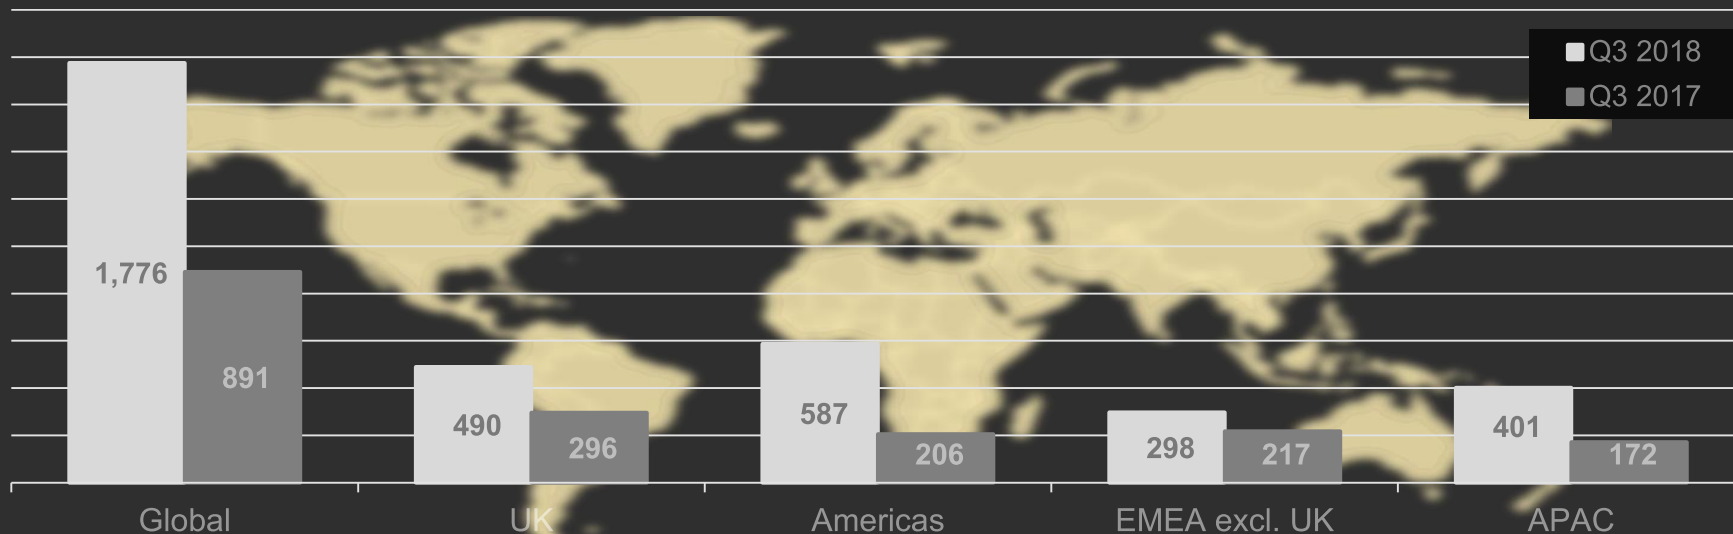 Q3 2018
Q3 2017
1,776
891
490
296
587
206
298
217
401
172
Global
UK
Americas
EMEA excl. UK
APAC